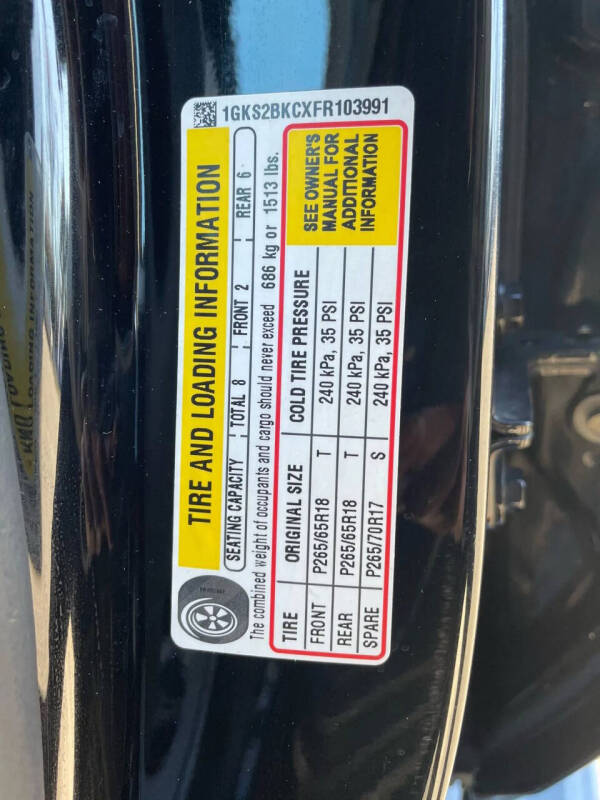 1GKS2BKCXFR103991
TIRE AND LOADING INFORMATION
SEATING CAPACITY TOTAL 8 FRONT 2 REAR 6
The combined weight of occupants and cargo should never exceed 686 kg or 1513 lbs.
TIRE ORIGINAL SIZE COLD TIRE PRESSURE
FRONT P265/65R18 T 240 kPa, 35 PSI
REAR P265/65R18 T 240 kPa, 35 PSI
SPARE P265/70R17 S 240 kPa, 35 PSI
SEE OWNER'S
MANUAL FOR
ADDITIONAL
INFORMATION